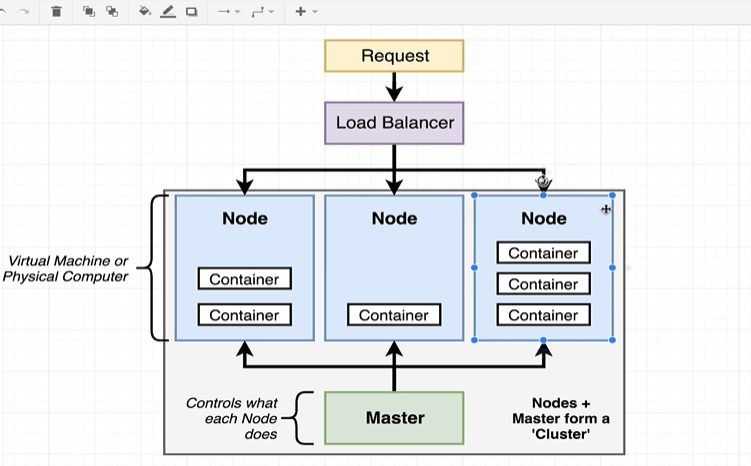 Request
Load Balancer
Node
Node
Node
Container
Container
Container
Container
Container
Container
Virtual Machine or
Physical Computer
Controls what
each Node
does
Master
Nodes +
Master form a
'Cluster'